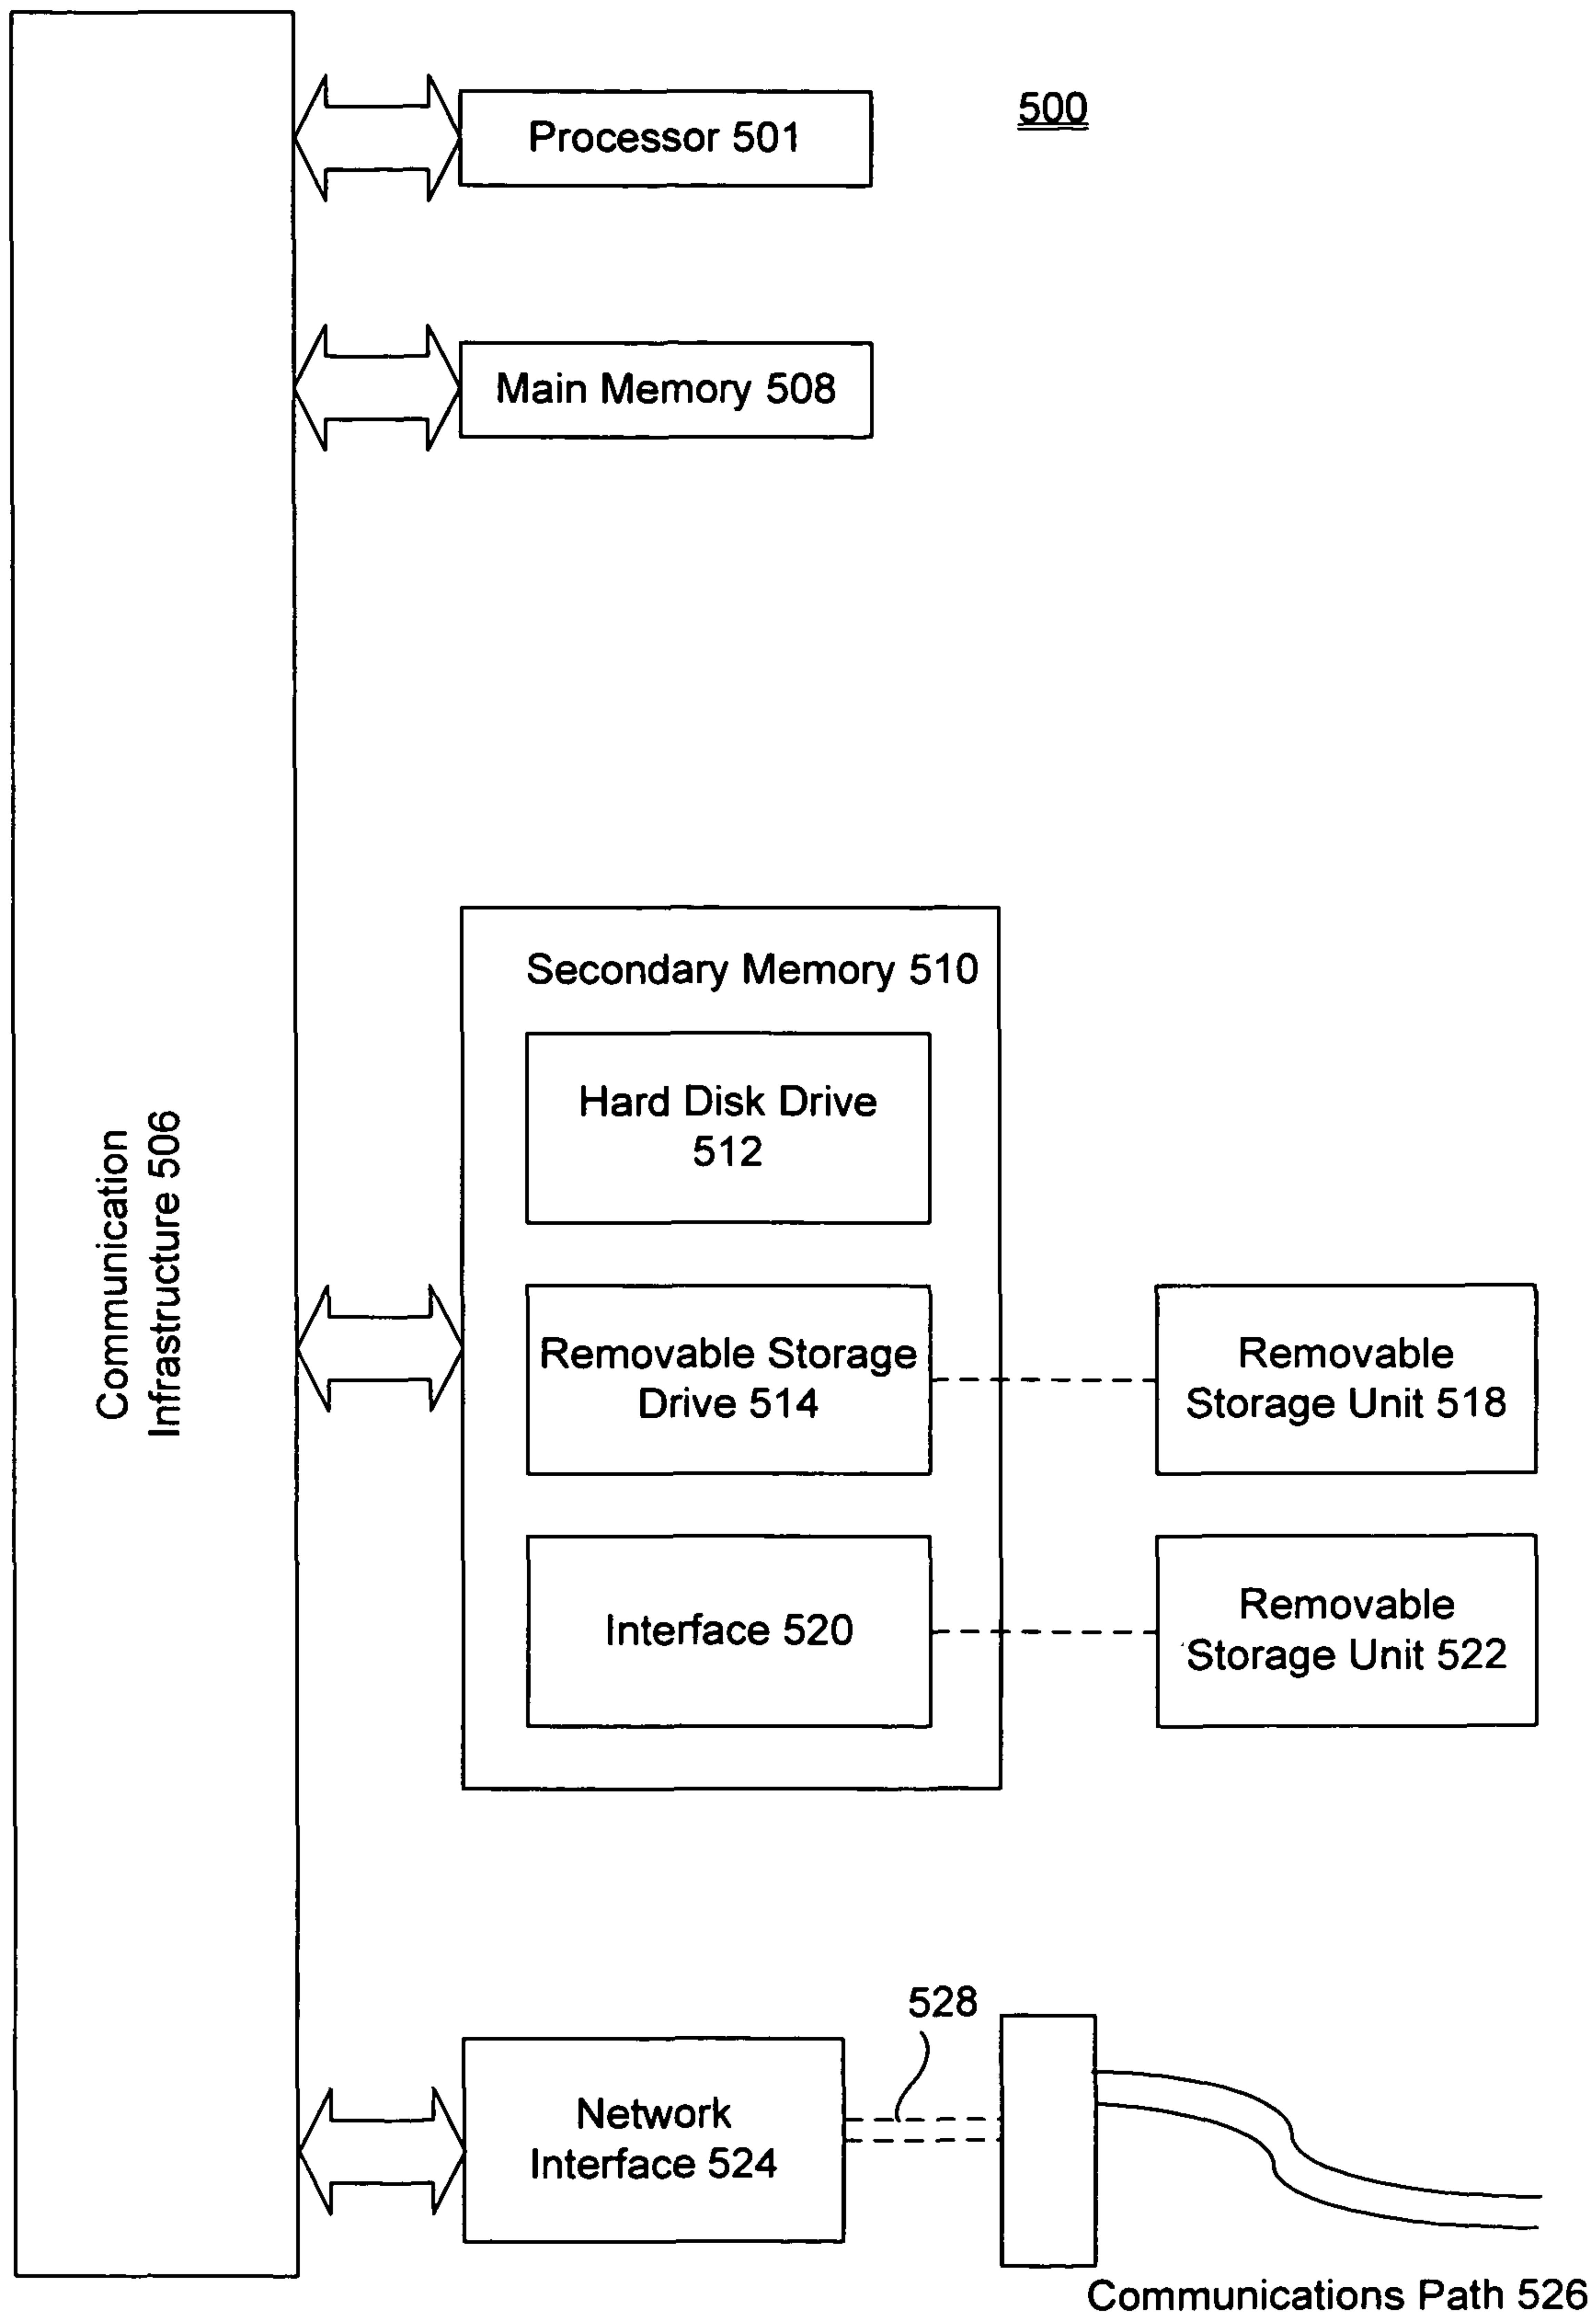 500
Processor 501
Main Memory 508
Communication
Infrastructure 506
Secondary Memory 510
Hard Disk Drive
512
Removable Storage
Drive 514
Removable
Storage Unit 518
Interface 520
Removable
Storage Unit 522
528
Network
Interface 524
Communications Path 526